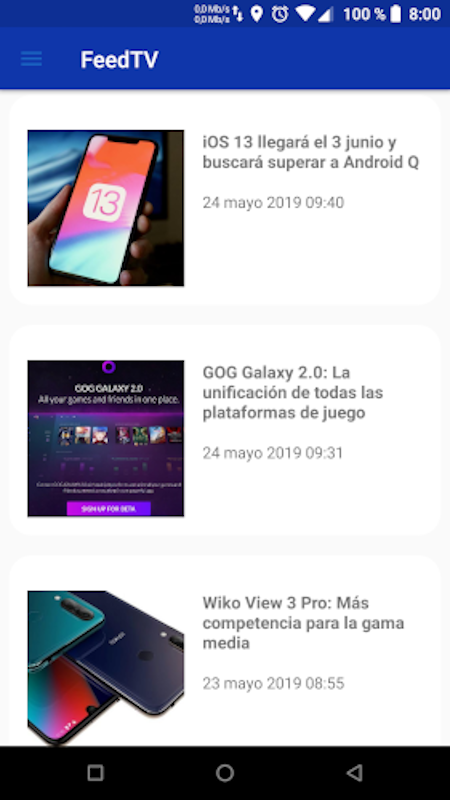 0,0 Mb/s
0,0 Mb/s
100 %
8:00
FeedTV
13
iOS 13 llegará el 3 junio y
buscará superar a Android Q
24 mayo 2019 09:40
GOG GALAXY 2.0
All your games and friends in one place.
SIGN UP FOR BETA
GOG Galaxy 2.0: La
unificación de todas las
plataformas de juego
24 mayo 2019 09:31
Wiko View 3 Pro: Más
competencia para la gama
media
23 mayo 2019 08:55